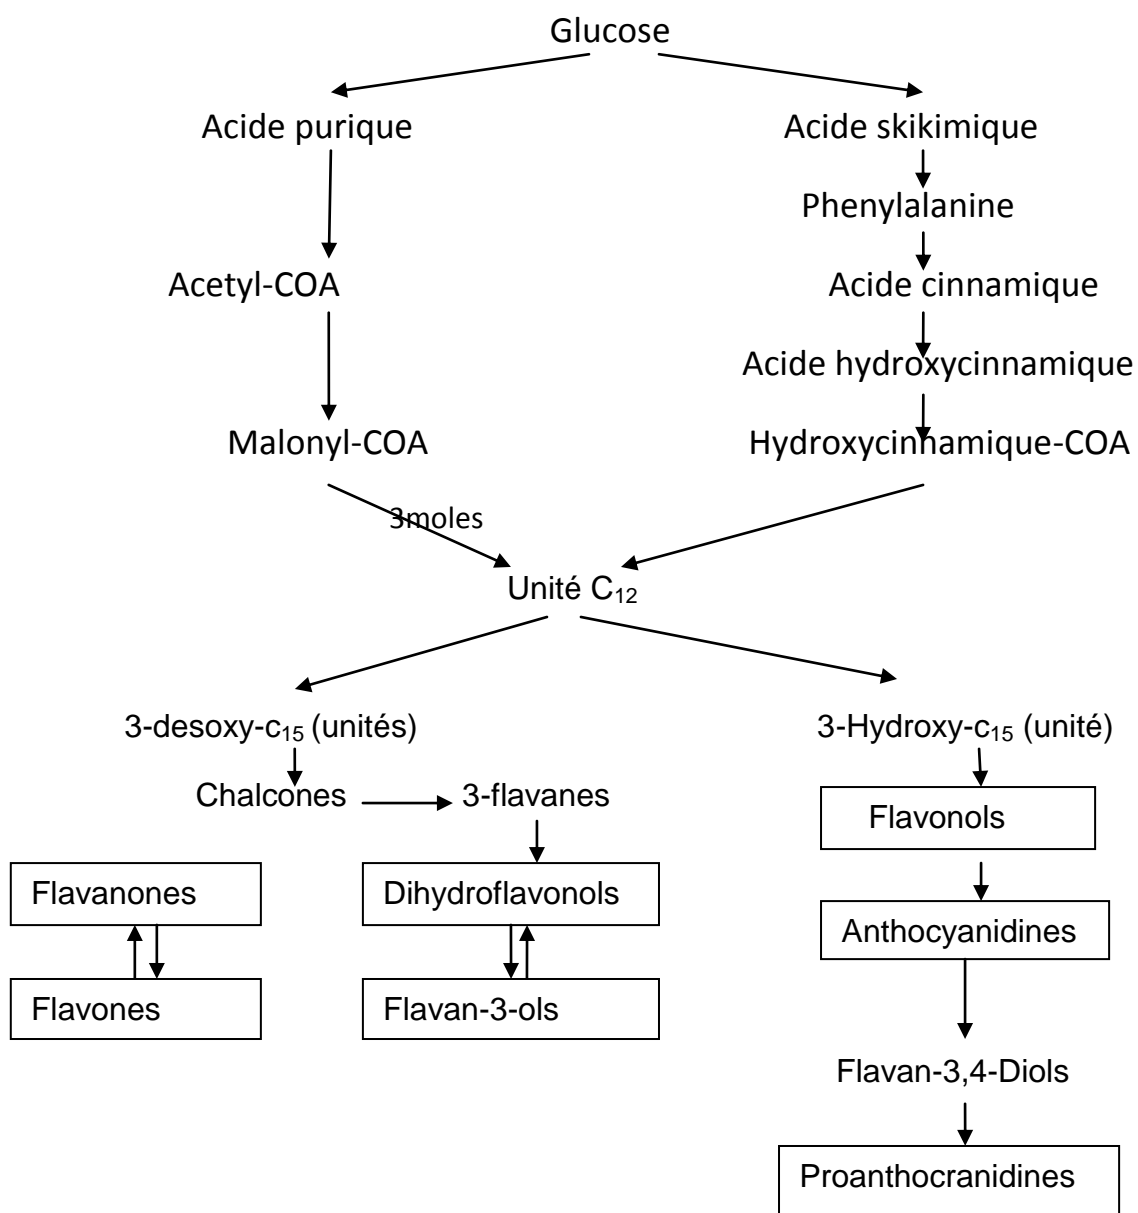 Glucose
Acide purique
Acide skikimique
Phenylalanine
Acetyl-COA
Acide cinnamique
Acide hydroxycinnamique
Malonyl-COA
Hydroxycinnamique-COA
3moles
Unité C₁₂
3-desoxy-c₁₅ (unités)
3-Hydroxy-c₁₅ (unité)
Chalcones
3-flavanes
Flavonols
Flavanones
Dihydroflavonols
Anthocyanidines
Flavones
Flavan-3-ols
Flavan-3,4-Diols
Proanthocranidines